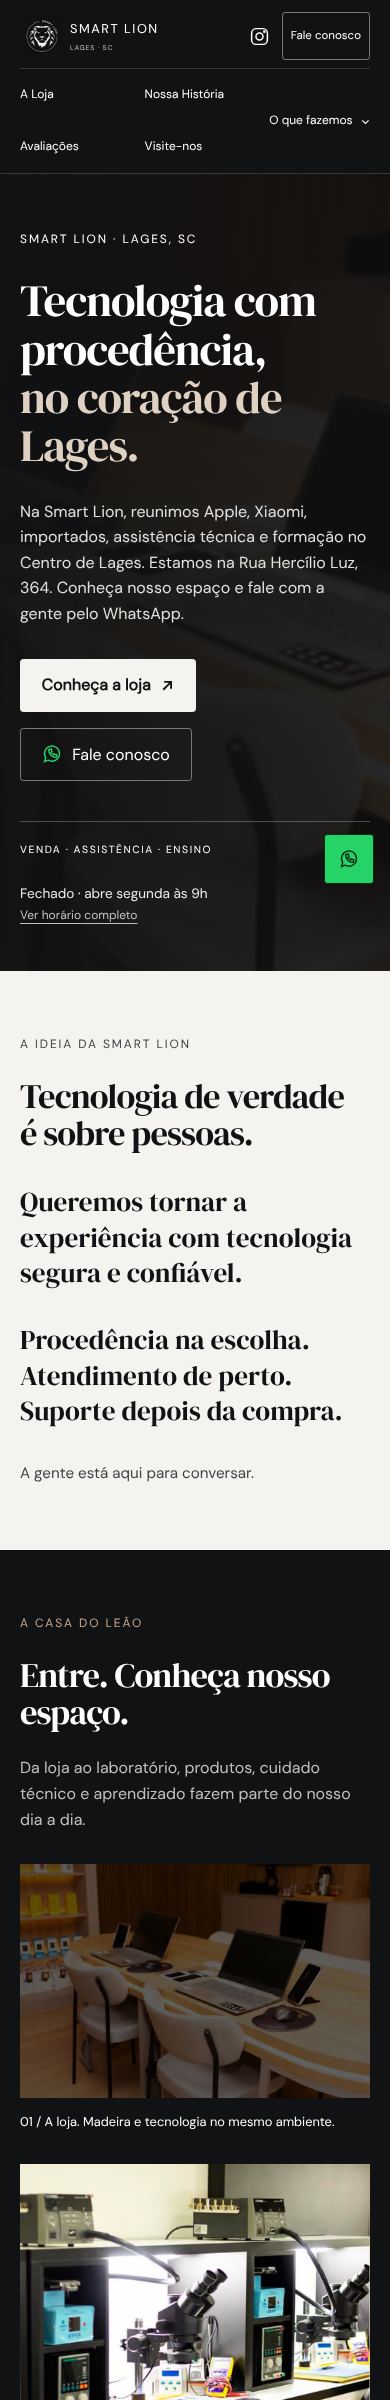 SMART LION
LAGES · SC
Fale conosco
A Loja
Nossa História
O que fazemos
Avaliações
Visite-nos
SMART LION · LAGES, SC
Tecnologia com
procedência,
no coração de
Lages.
Na Smart Lion, reunimos Apple, Xiaomi,
importados, assistência técnica e formação no
Centro de Lages. Estamos na Rua Hercílio Luz,
364. Conheça nosso espaço e fale com a
gente pelo WhatsApp.
Conheça a loja
Fale conosco
VENDA · ASSISTÊNCIA · ENSINO
Fechado · abre segunda às 9h
Ver horário completo
A IDEIA DA SMART LION
Tecnologia de verdade
é sobre pessoas.
Queremos tornar a
experiência com tecnologia
segura e confiável.
Procedência na escolha.
Atendimento de perto.
Suporte depois da compra.
A gente está aqui para conversar.
A CASA DO LEÃO
Entre. Conheça nosso
espaço.
Da loja ao laboratório, produtos, cuidado
técnico e aprendizado fazem parte do nosso
dia a dia.
01 / A loja. Madeira e tecnologia no mesmo ambiente.